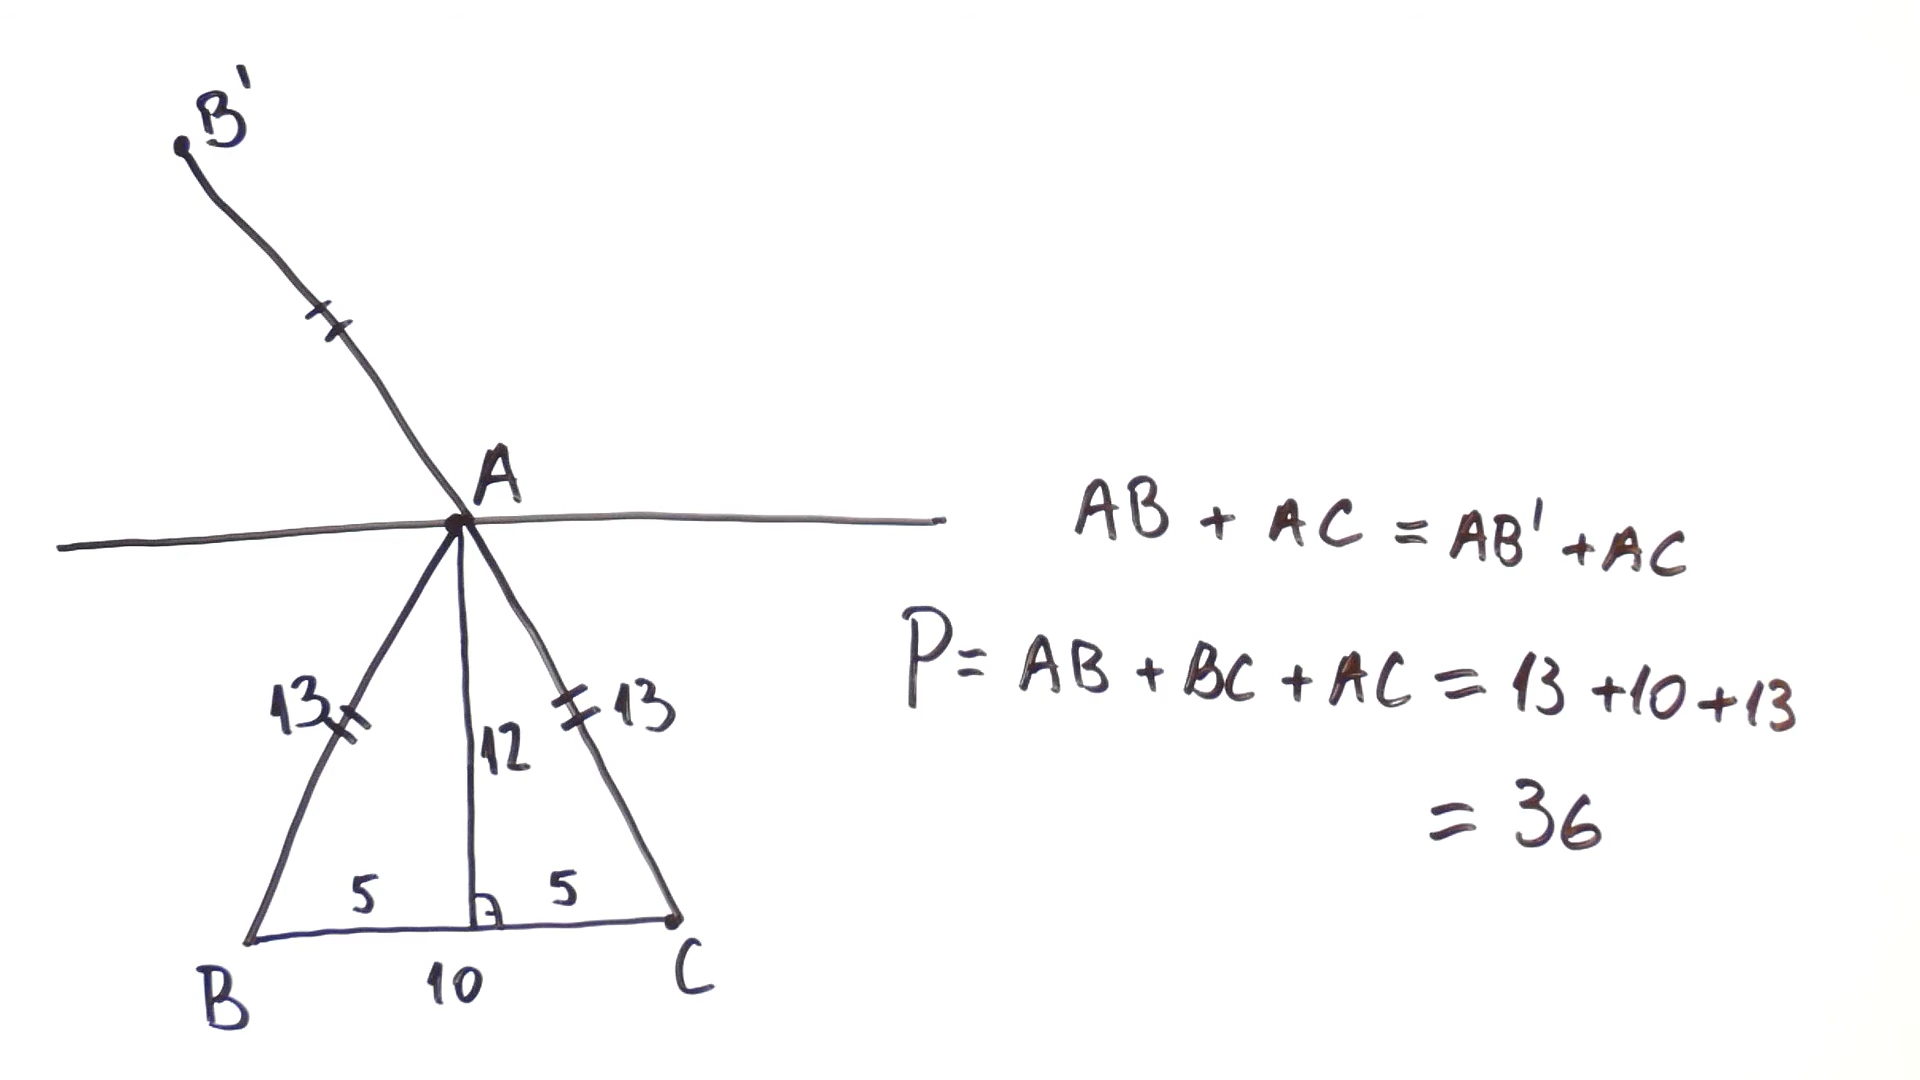 B'
A
AB + AC = AB' + AC
P = AB + BC + AC = 13 + 10 + 13
= 36
13
13
12
5
5
B
10
C